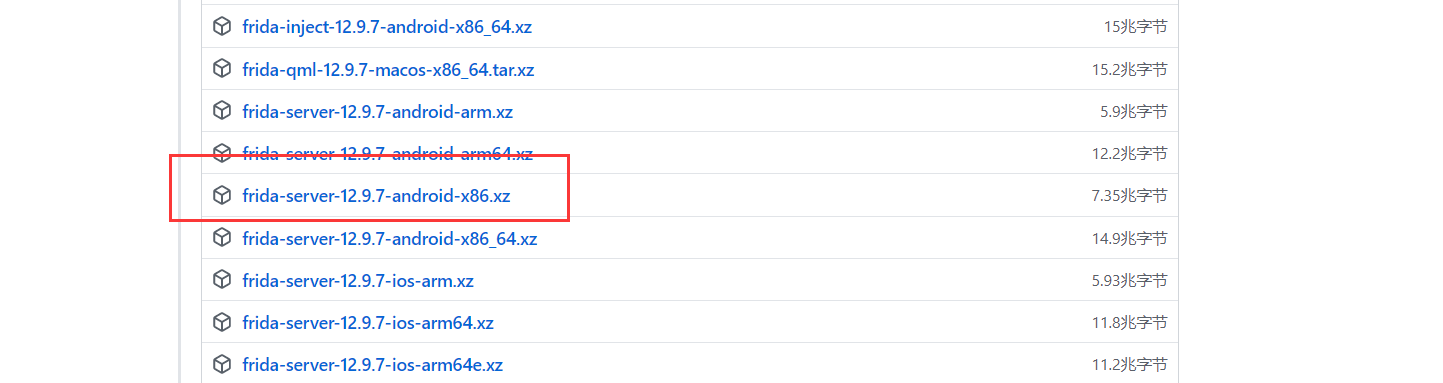 frida-inject-12.9.7-android-x86_64.xz 15兆字节
frida-qml-12.9.7-macos-x86_64.tar.xz 15.2兆字节
frida-server-12.9.7-android-arm.xz 5.9兆字节
frida-server-12.9.7-android-arm64.xz 12.2兆字节
frida-server-12.9.7-android-x86.xz 7.35兆字节
frida-server-12.9.7-android-x86_64.xz 14.9兆字节
frida-server-12.9.7-ios-arm.xz 5.93兆字节
frida-server-12.9.7-ios-arm64.xz 11.8兆字节
frida-server-12.9.7-ios-arm64e.xz 11.2兆字节